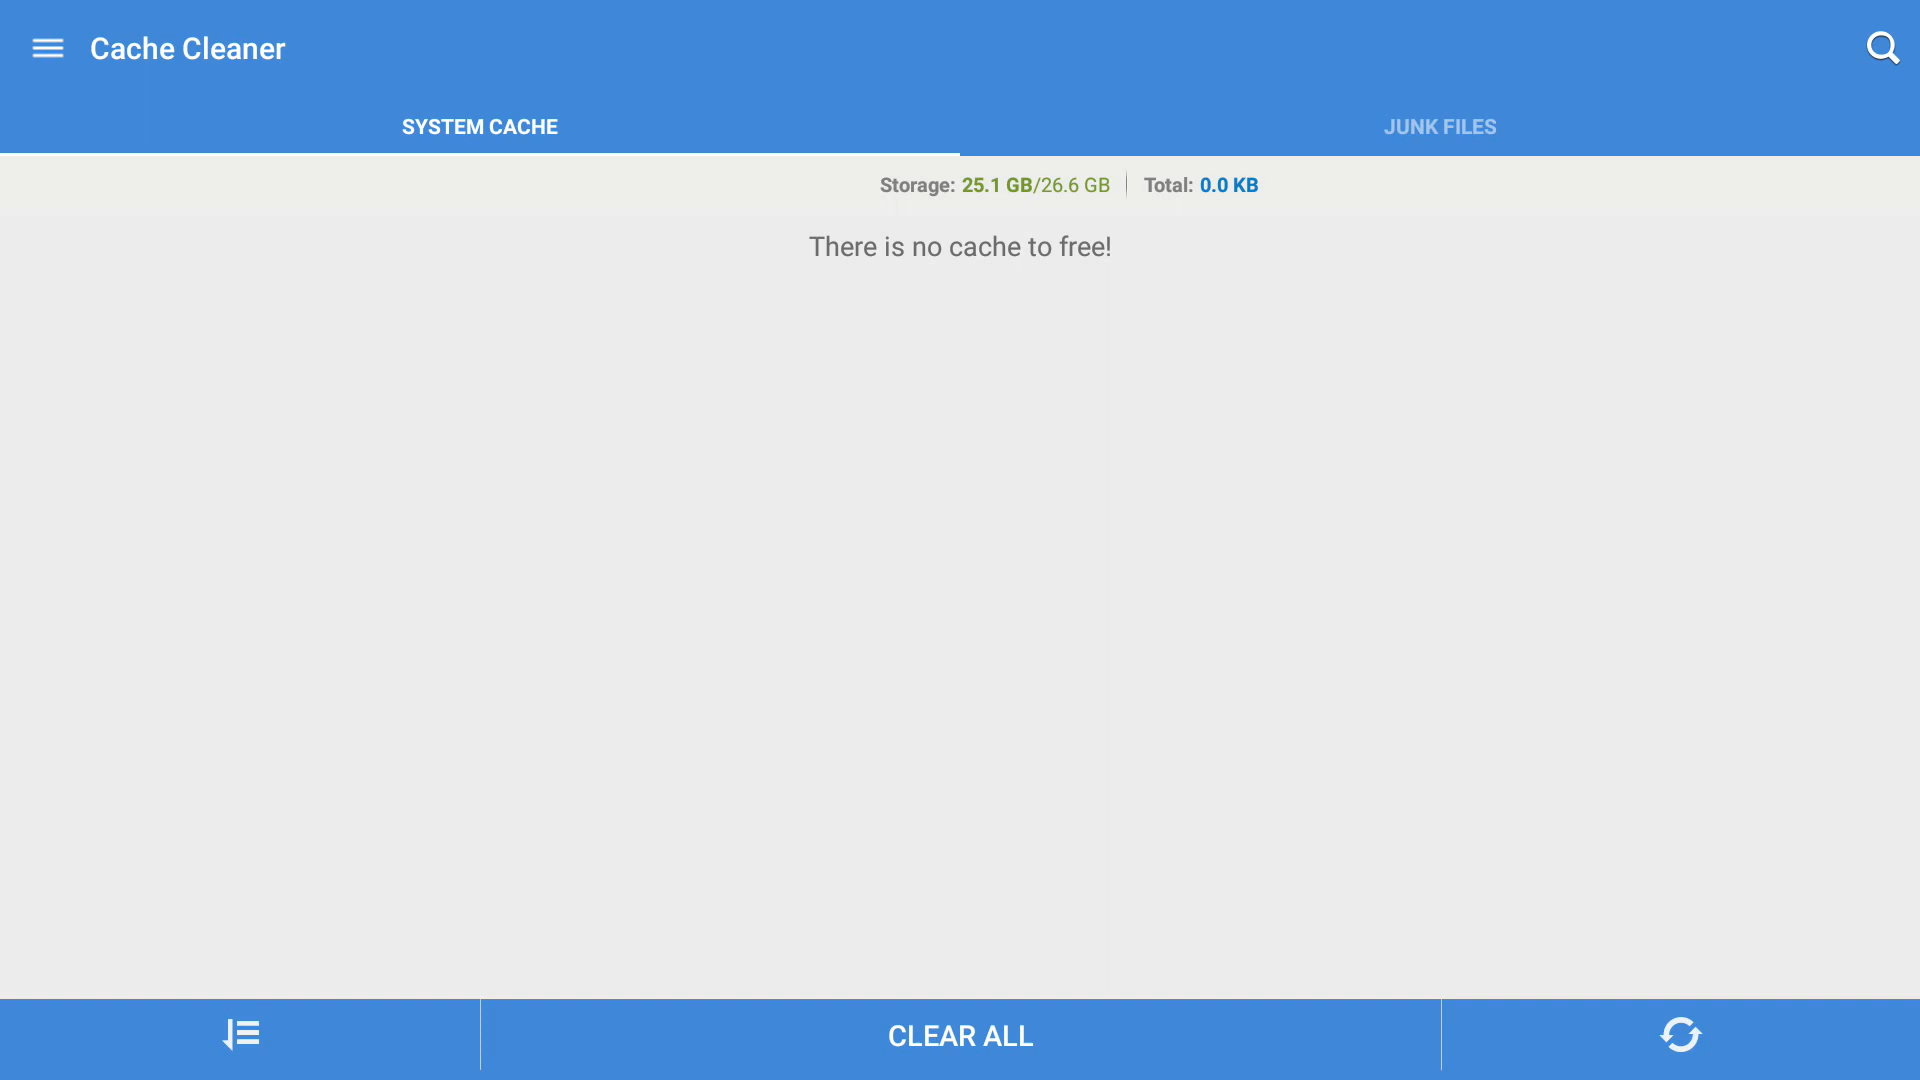 Cache Cleaner
SYSTEM CACHE
JUNK FILES
Storage: 25.1 GB/26.6 GB
Total: 0.0 KB
There is no cache to free!
CLEAR ALL